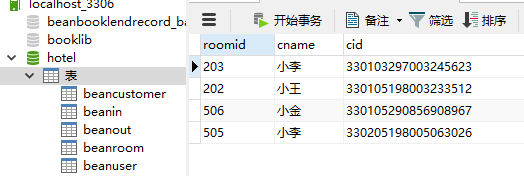 localhost_3306
beanbooklendrecord_ba
booklib
hotel
表
beancustomer
beanin
beanout
beanroom
beanuser
开始事务 备注 筛选 排序
roomid cname cid
203 小李 330103297003245623
202 小王 330105198003233512
506 小金 330105290856908967
505 小李 330205198005063026